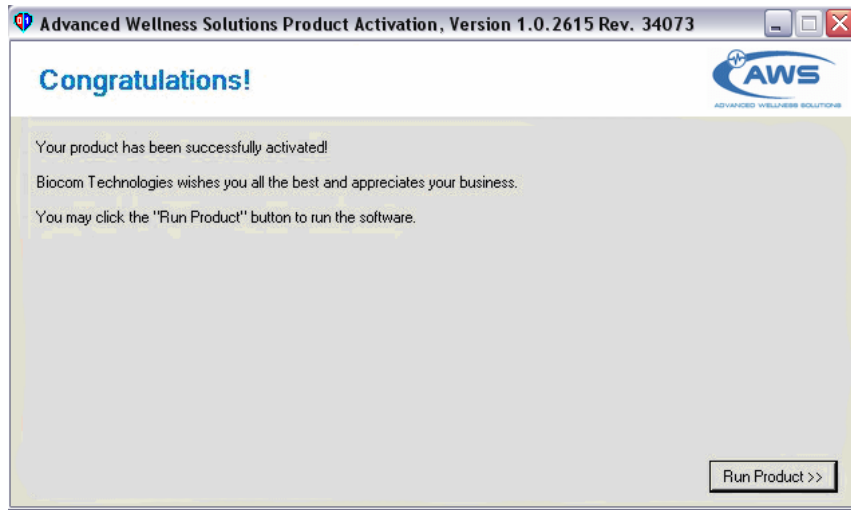 Advanced Wellness Solutions Product Activation, Version 1.0.2615 Rev. 34073
Congratulations!
AWS
ADVANCED WELLNESS SOLUTIONS
Your product has been successfully activated!
Biocom Technologies wishes you all the best and appreciates your business.
You may click the "Run Product" button to run the software.
Run Product >>